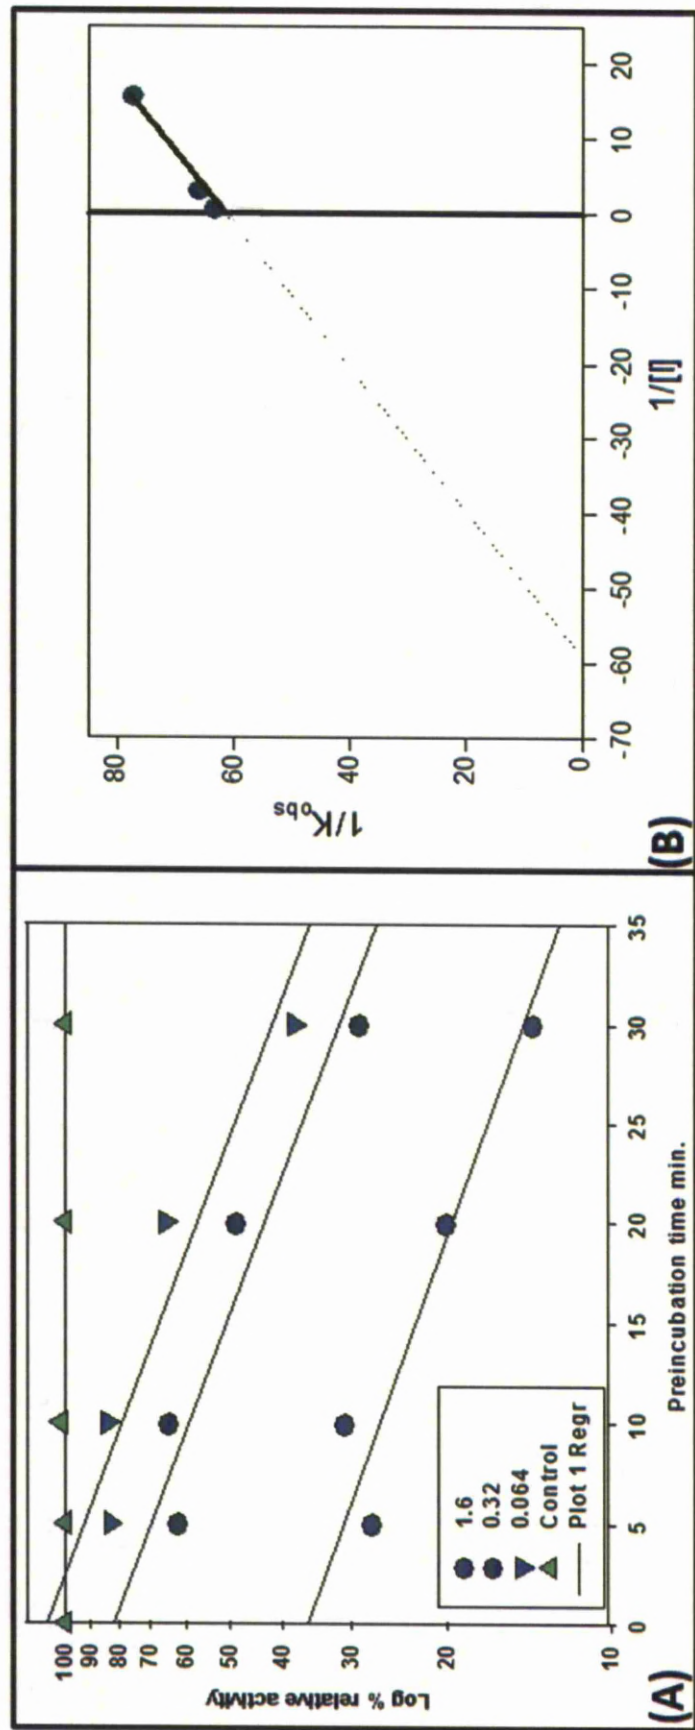 Log % relative activity
100
90
80
70
60
50
40
30
20
10
1.6
0.32
0.064
Control
Plot 1 Regr
0 5 10 15 20 25 30 35
Preincubation time min.
(A)
1/Kobs
80
60
40
20
0
-70 -60 -50 -40 -30 -20 -10 0 10 20
1/[I]
(B)